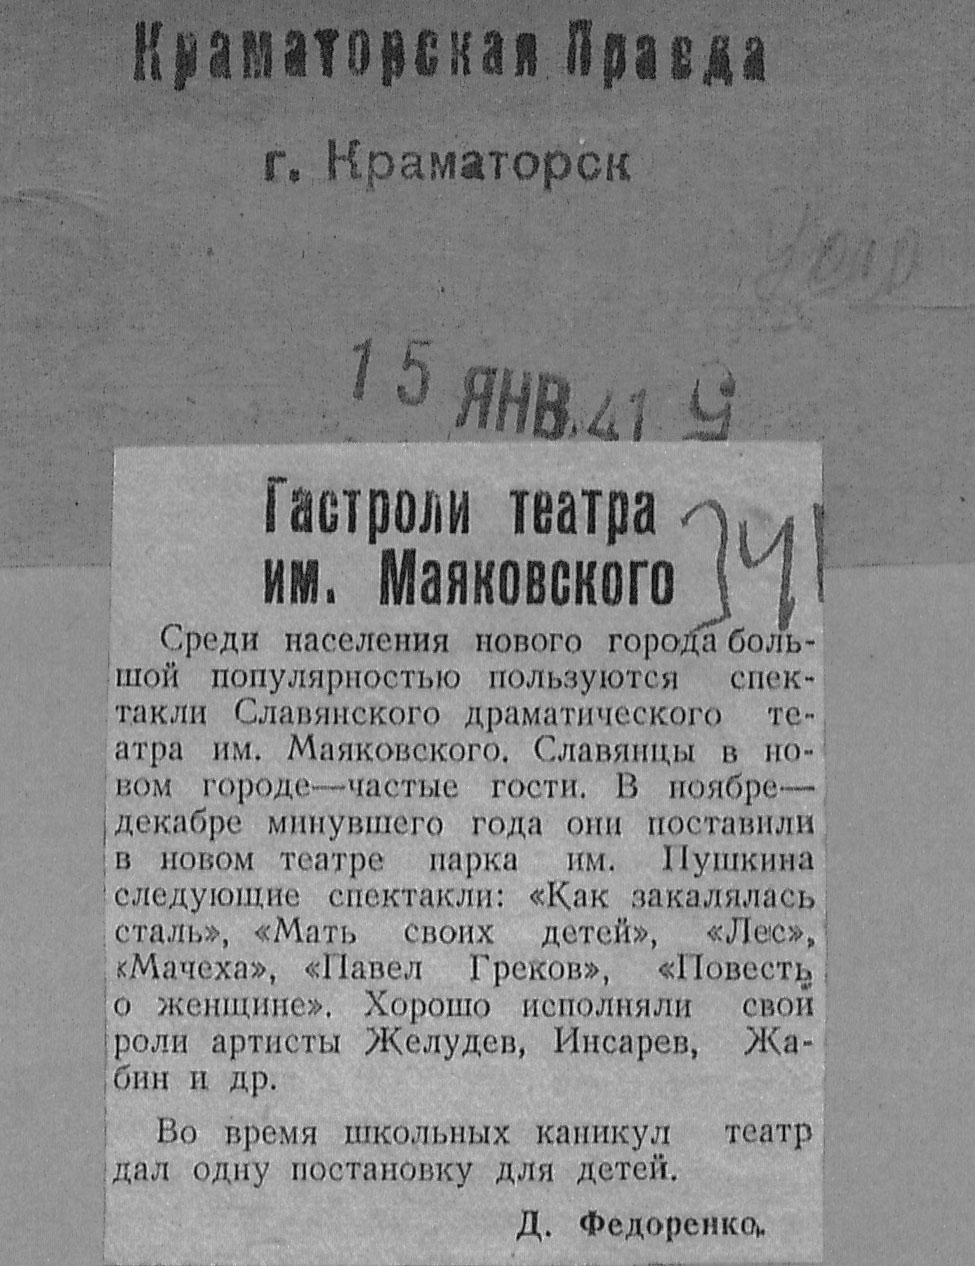 Краматорская Правда
г. Краматорск
15 ЯНВ. 41
Гастроли театра
им. Маяковского
Среди населения нового города боль-
шой популярностью пользуются спек-
такли Славянского драматического те-
атра им. Маяковского. Славянцы в но-
вом городе—частые гости. В ноябре—
декабре минувшего года они поставили
в новом театре парка им. Пушкина
следующие спектакли: «Как закалялась
сталь», «Мать своих детей», «Лес»,
«Мачеха», «Павел Греков», «Повесть
о женщине». Хорошо исполняли свои
роли артисты Желудев, Инсарев, Жа-
бин и др.
Во время школьных каникул театр
дал одну постановку для детей.
Д. Федоренко.